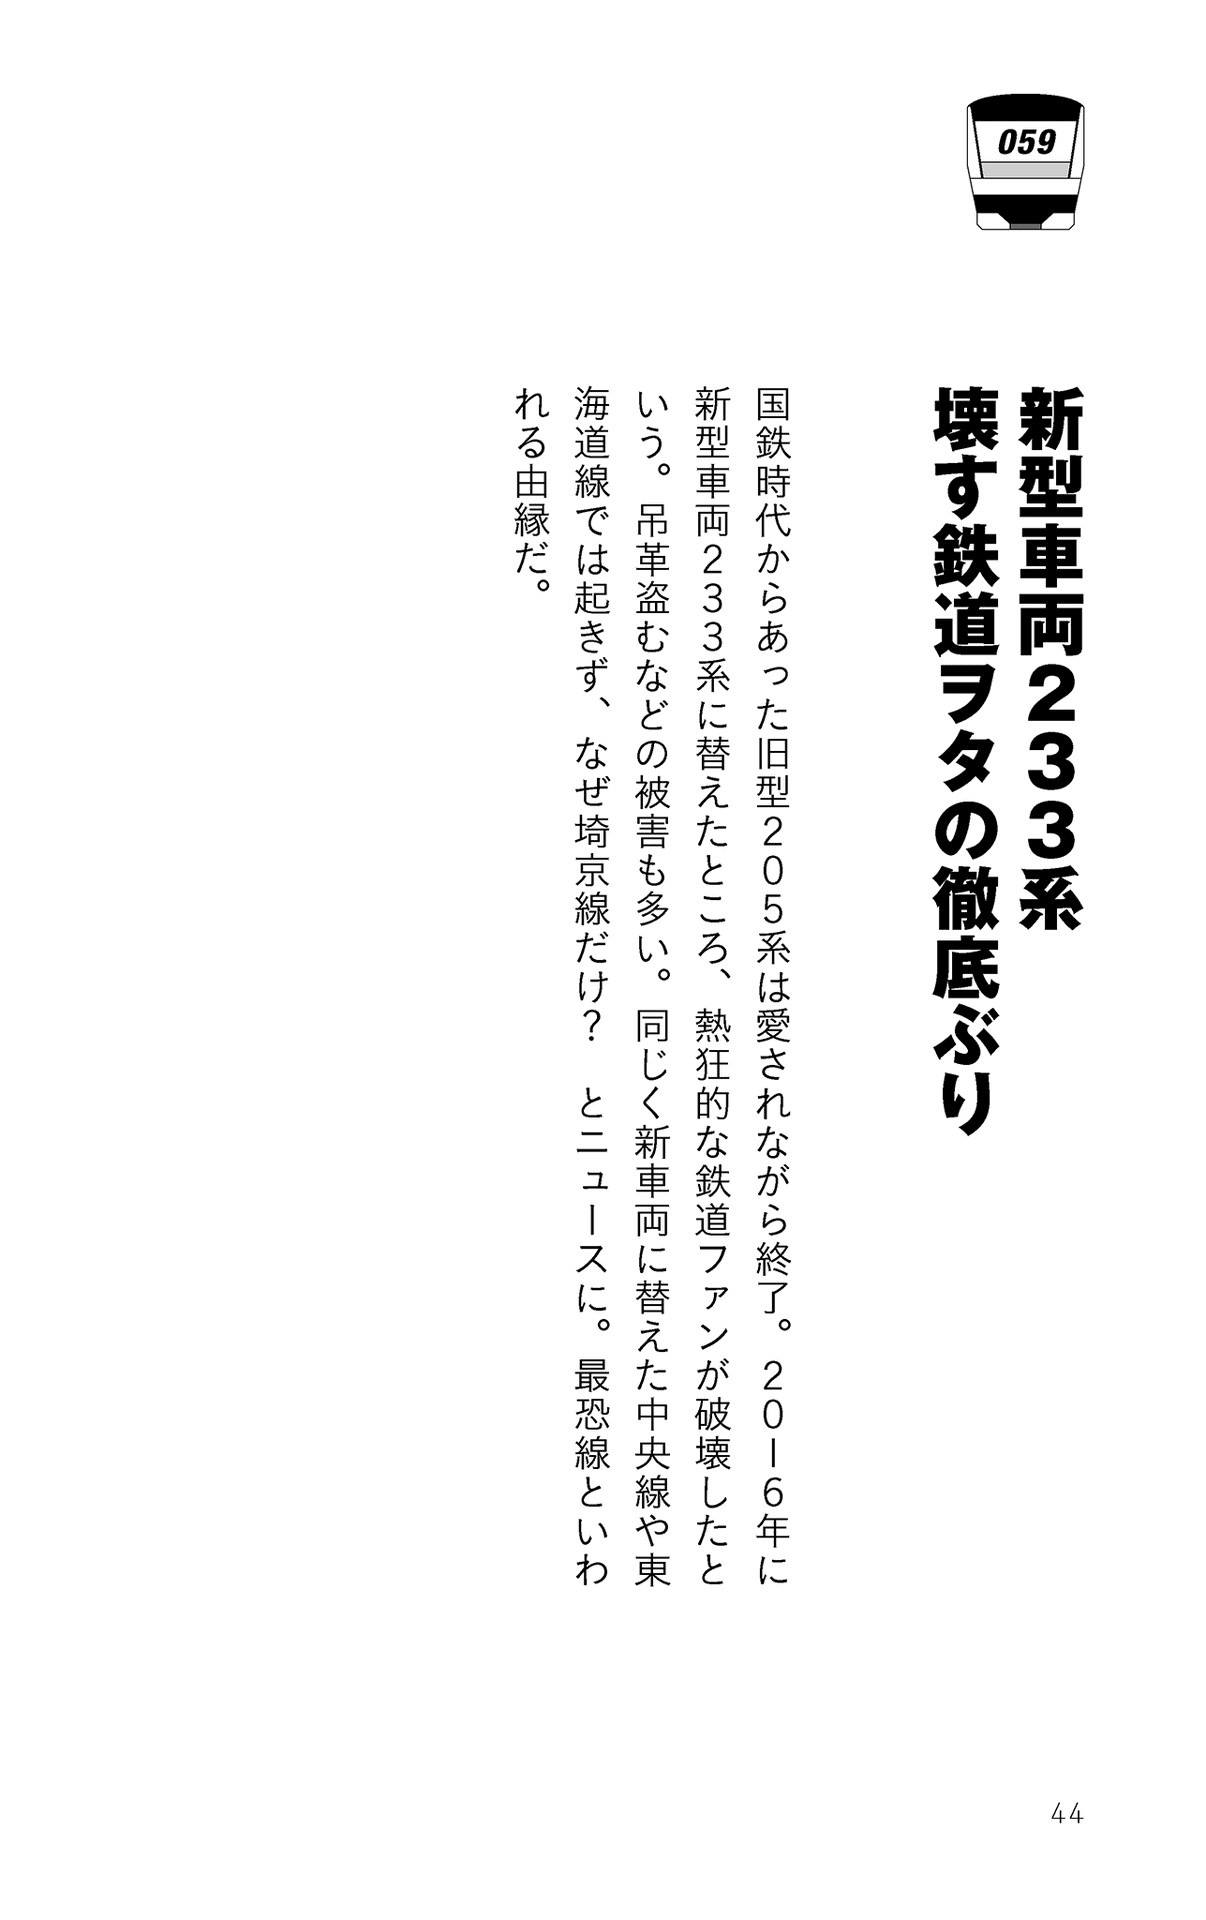 059
新型車両233系
壊す鉄道ヲタの徹底ぶり
国鉄時代からあった旧型205系は愛されながら終了。2016年に
新型車両233系に替えたところ、熱狂的な鉄道ファンが破壊したと
いう。吊革盗むなどの被害も多い。同じく新車両に替えた中央線や東
海道線では起きず、なぜ埼京線だけ？　とニュースに。最恐線といわ
れる由縁だ。
44